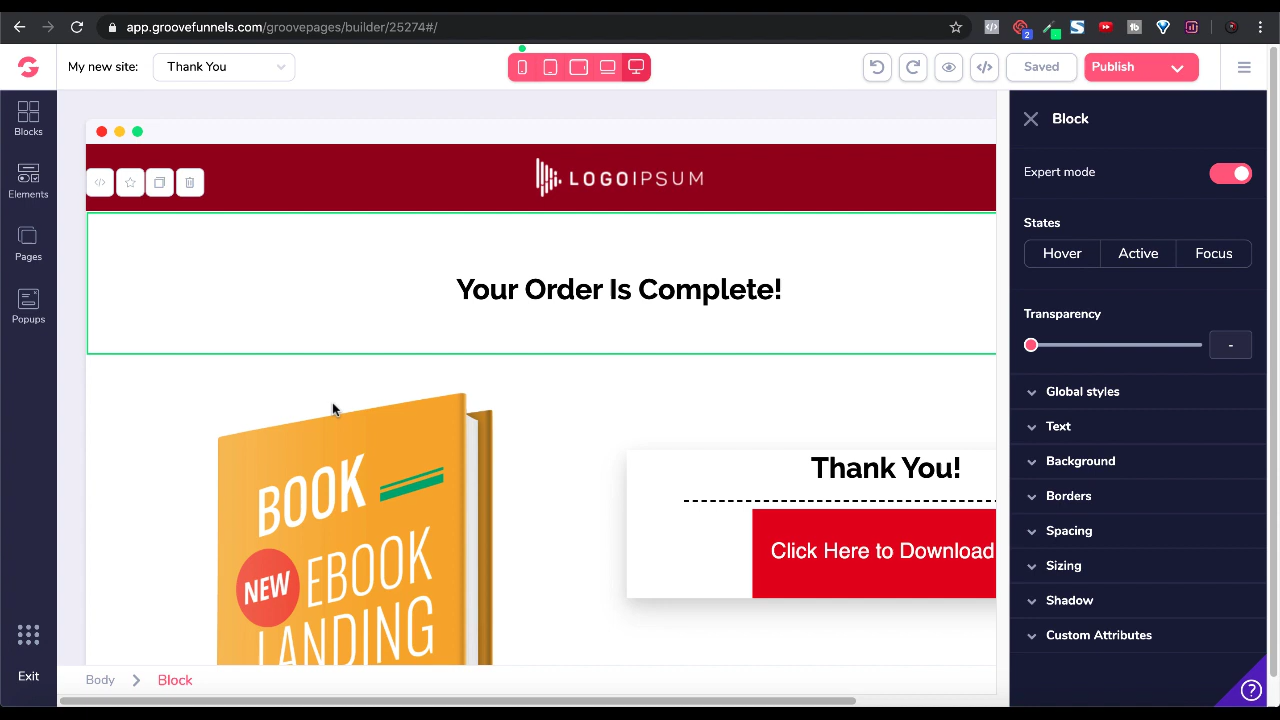 app.groovefunnels.com/groovepages/builder/25274#/
2
My new site:
Thank You
Saved
Publish
Blocks
Elements
Pages
Popups
Exit
LOGOIPSUM
Your Order Is Complete!
BOOK
NEW
EBOOK
LANDING
Thank You!
Click Here to Download
Body
Block
Block
Expert mode
States
Hover
Active
Focus
Transparency
-
Global styles
Text
Background
Borders
Spacing
Sizing
Shadow
Custom Attributes
?